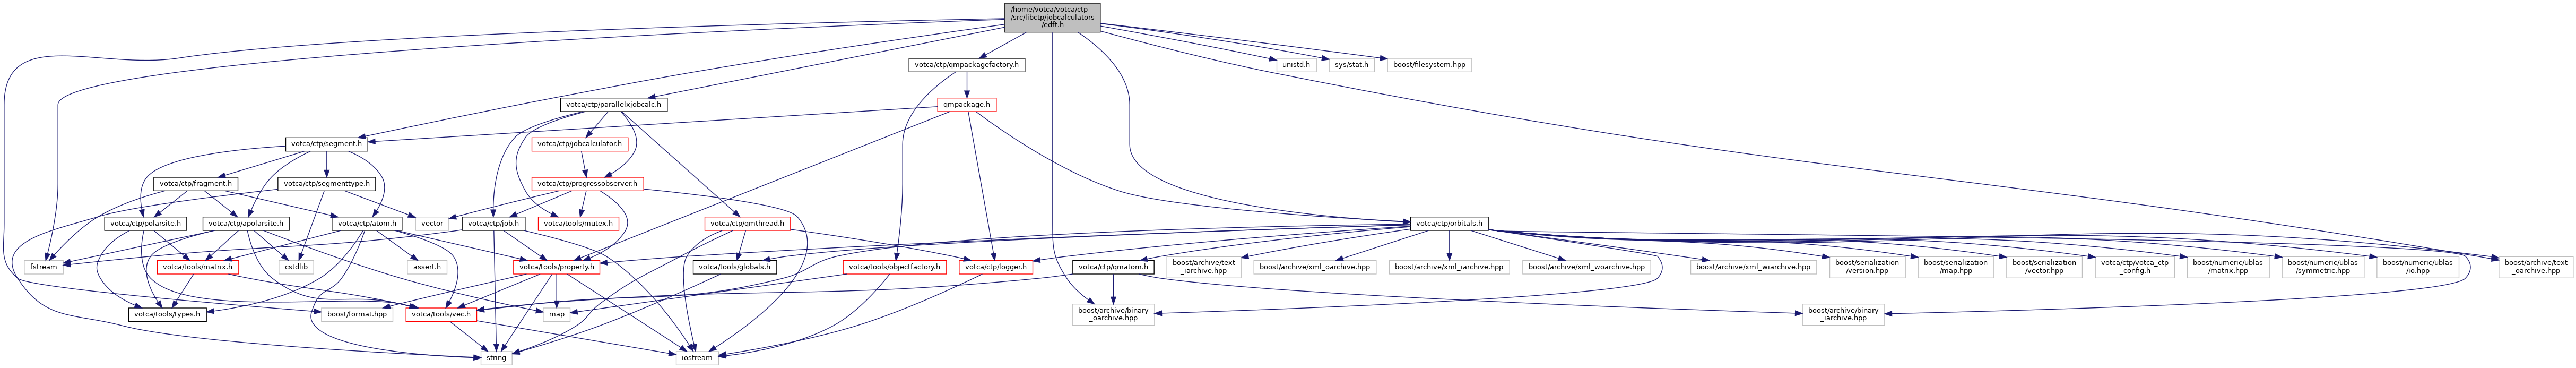 /home/votca/votca/ctp
/src/libctp/jobcalculators
/edft.h
votca/ctp/qmpackagefactory.h
unistd.h
sys/stat.h
boost/filesystem.hpp
votca/ctp/parallelxjobcalc.h
qmpackage.h
votca/ctp/segment.h
votca/ctp/jobcalculator.h
votca/ctp/fragment.h
votca/ctp/segmenttype.h
votca/ctp/progressobserver.h
votca/ctp/polarsite.h
votca/ctp/apolarsite.h
votca/ctp/atom.h
vector
votca/ctp/job.h
votca/tools/mutex.h
votca/ctp/qmthread.h
votca/ctp/orbitals.h
fstream
votca/tools/matrix.h
cstdlib
assert.h
votca/tools/property.h
votca/tools/globals.h
votca/tools/objectfactory.h
votca/ctp/logger.h
votca/ctp/qmatom.h
boost/archive/text
_iarchive.hpp
boost/archive/xml_oarchive.hpp
boost/archive/xml_iarchive.hpp
boost/archive/xml_woarchive.hpp
boost/archive/xml_wiarchive.hpp
boost/serialization
/version.hpp
boost/serialization
/map.hpp
boost/serialization
/vector.hpp
votca/ctp/votca_ctp
_config.h
boost/numeric/ublas
/matrix.hpp
boost/numeric/ublas
/symmetric.hpp
boost/numeric/ublas
/io.hpp
boost/archive/text
_oarchive.hpp
votca/tools/types.h
boost/format.hpp
votca/tools/vec.h
map
boost/archive/binary
_oarchive.hpp
boost/archive/binary
_iarchive.hpp
string
iostream